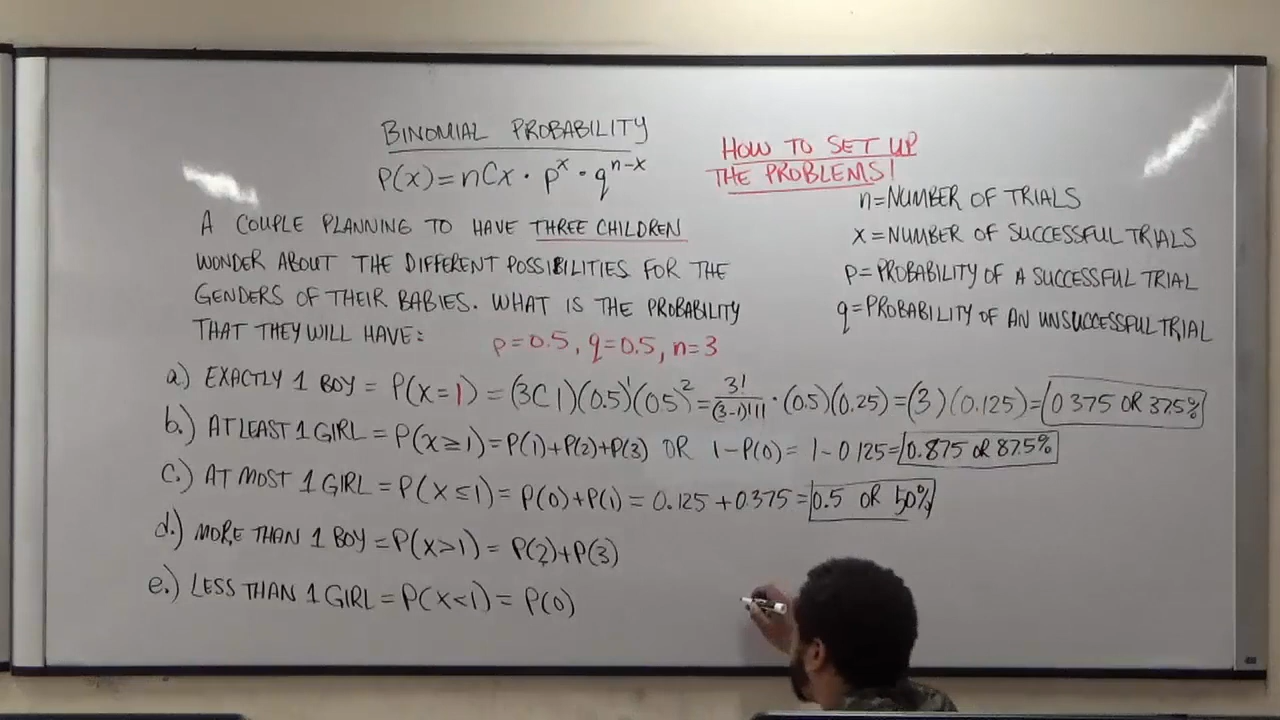 BINOMIAL PROBABILITY
P(x)=nCx · p^x · q^(n-x)
HOW TO SET UP
THE PROBLEMS!
n=NUMBER OF TRIALS
x=NUMBER OF SUCCESSFUL TRIALS
p=PROBABILITY OF A SUCCESSFUL TRIAL
q=PROBABILITY OF AN UNSUCCESSFUL TRIAL
A COUPLE PLANNING TO HAVE THREE CHILDREN
WONDER ABOUT THE DIFFERENT POSSIBILITIES FOR THE
GENDERS OF THEIR BABIES. WHAT IS THE PROBABILITY
THAT THEY WILL HAVE:
p=0.5, q=0.5, n=3
a.) EXACTLY 1 BOY = P(x=1) = (3C1)(0.5)^1(0.5)^2 = 3!/(3-1)!1! · (0.5)(0.25) = (3)(0.125) = 0.375 OR 37.5%
b.) AT LEAST 1 GIRL = P(x≥1) = P(1)+P(2)+P(3) OR 1-P(0) = 1-0.125 = 0.875 OR 87.5%
c.) AT MOST 1 GIRL = P(x≤1) = P(0)+P(1) = 0.125+0.375 = 0.5 OR 50%
d.) MORE THAN 1 BOY = P(x>1) = P(2)+P(3)
e.) LESS THAN 1 GIRL = P(x<1) = P(0)